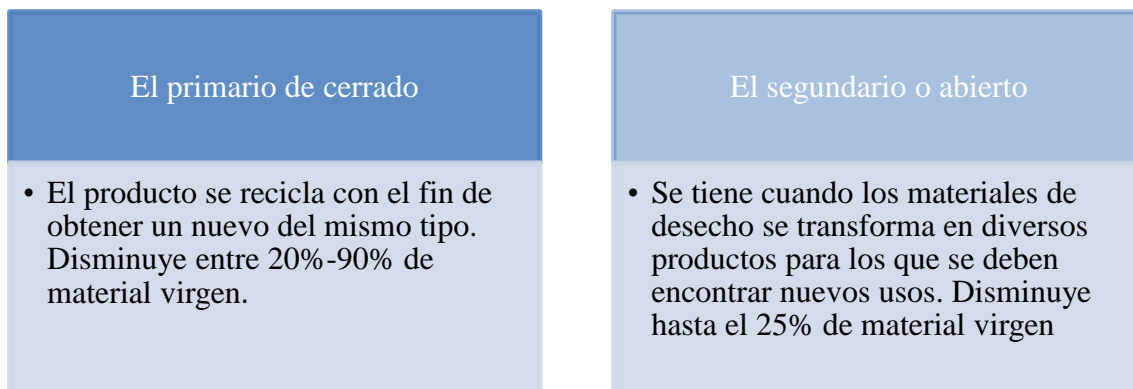 El primario de cerrado
• El producto se recicla con el fin de
obtener un nuevo del mismo tipo.
Disminuye entre 20%-90% de
material virgen.
El segundario o abierto
• Se tiene cuando los materiales de
desecho se transforma en diversos
productos para los que se deben
encontrar nuevos usos. Disminuye
hasta el 25% de material virgen